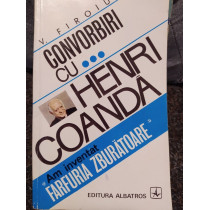 V. FIROIU
CONVORBIRI
CU...
HENRI
COANDĂ
"Am inventat
FARFURIA ZBURĂTOARE"
EDITURA ALBATROS